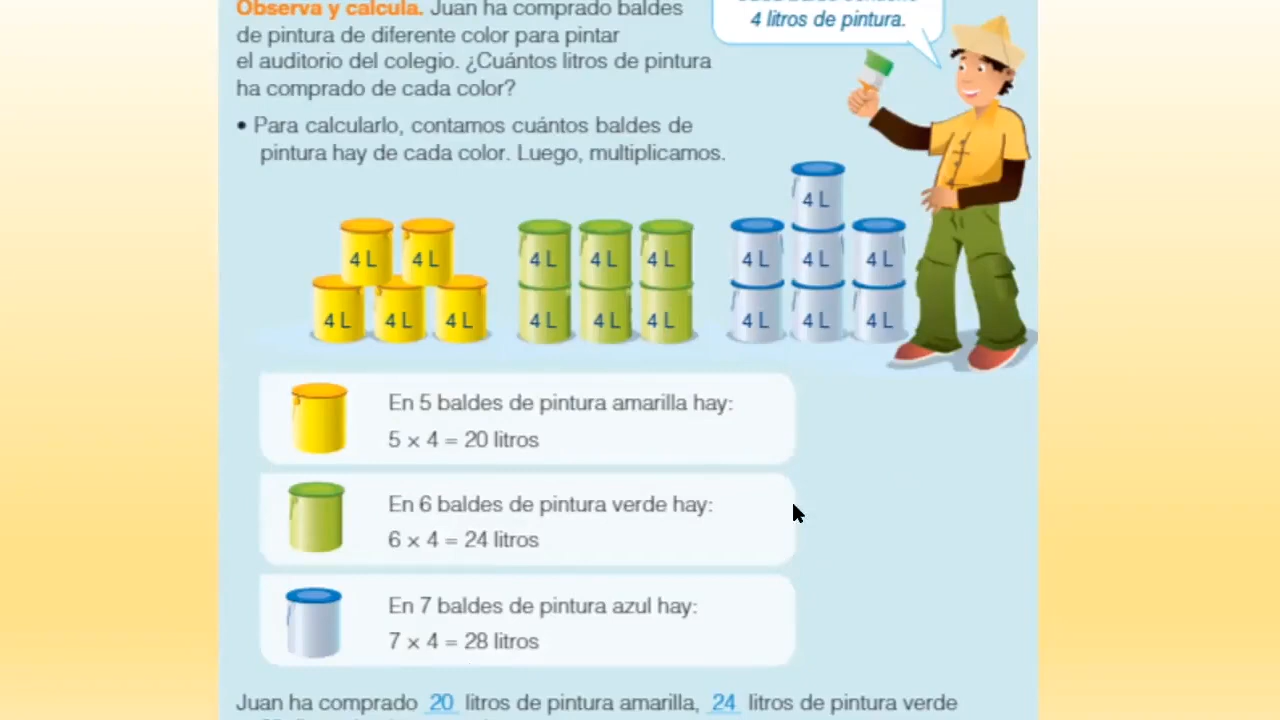 Observa y calcula. Juan ha comprado baldes
de pintura de diferente color para pintar
el auditorio del colegio. ¿Cuántos litros de pintura
ha comprado de cada color?
4 litros de pintura.
• Para calcularlo, contamos cuántos baldes de
pintura hay de cada color. Luego, multiplicamos.
4 L
4 L 4 L 4 L 4 L 4 L 4 L 4 L 4 L
4 L 4 L 4 L 4 L 4 L 4 L 4 L 4 L 4 L
En 5 baldes de pintura amarilla hay:
5 × 4 = 20 litros
En 6 baldes de pintura verde hay:
6 × 4 = 24 litros
En 7 baldes de pintura azul hay:
7 × 4 = 28 litros
Juan ha comprado 20 litros de pintura amarilla, 24 litros de pintura verde